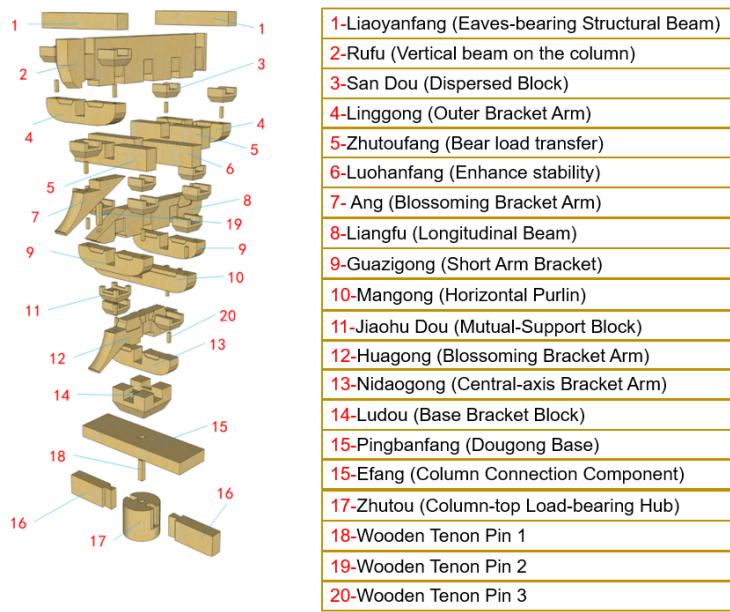 1
1
2
3
4
4
5
5
6
7
8
19
9
9
10
11
20
12
13
14
15
18
16
16
17
1-Liaoyanfang (Eaves-bearing Structural Beam)
2-Rufu (Vertical beam on the column)
3-San Dou (Dispersed Block)
4-Linggong (Outer Bracket Arm)
5-Zhutoufang (Bear load transfer)
6-Luohanfang (Enhance stability)
7- Ang (Blossoming Bracket Arm)
8-Liangfu (Longitudinal Beam)
9-Guazigong (Short Arm Bracket)
10-Mangong (Horizontal Purlin)
11-Jiaohu Dou (Mutual-Support Block)
12-Huagong (Blossoming Bracket Arm)
13-Nidaogong (Central-axis Bracket Arm)
14-Ludou (Base Bracket Block)
15-Pingbanfang (Dougong Base)
15-Efang (Column Connection Component)
17-Zhutou (Column-top Load-bearing Hub)
18-Wooden Tenon Pin 1
19-Wooden Tenon Pin 2
20-Wooden Tenon Pin 3